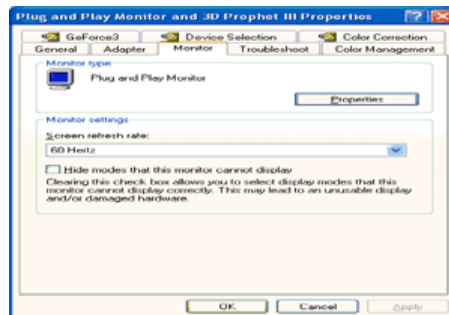 Plug and Play Monitor and 3D Prophet III Properties
GeForce3 Device Selection Color Correction
General Adapter Monitor Troubleshoot Color Management
Monitor type
Plug and Play Monitor
Properties
Monitor settings
Screen refresh rate:
60 Hertz
Hide modes that this monitor cannot display
Clearing this check box allows you to select display modes that this
monitor cannot display correctly. This may lead to an unusable display
and/or damaged hardware.
OK Cancel Apply